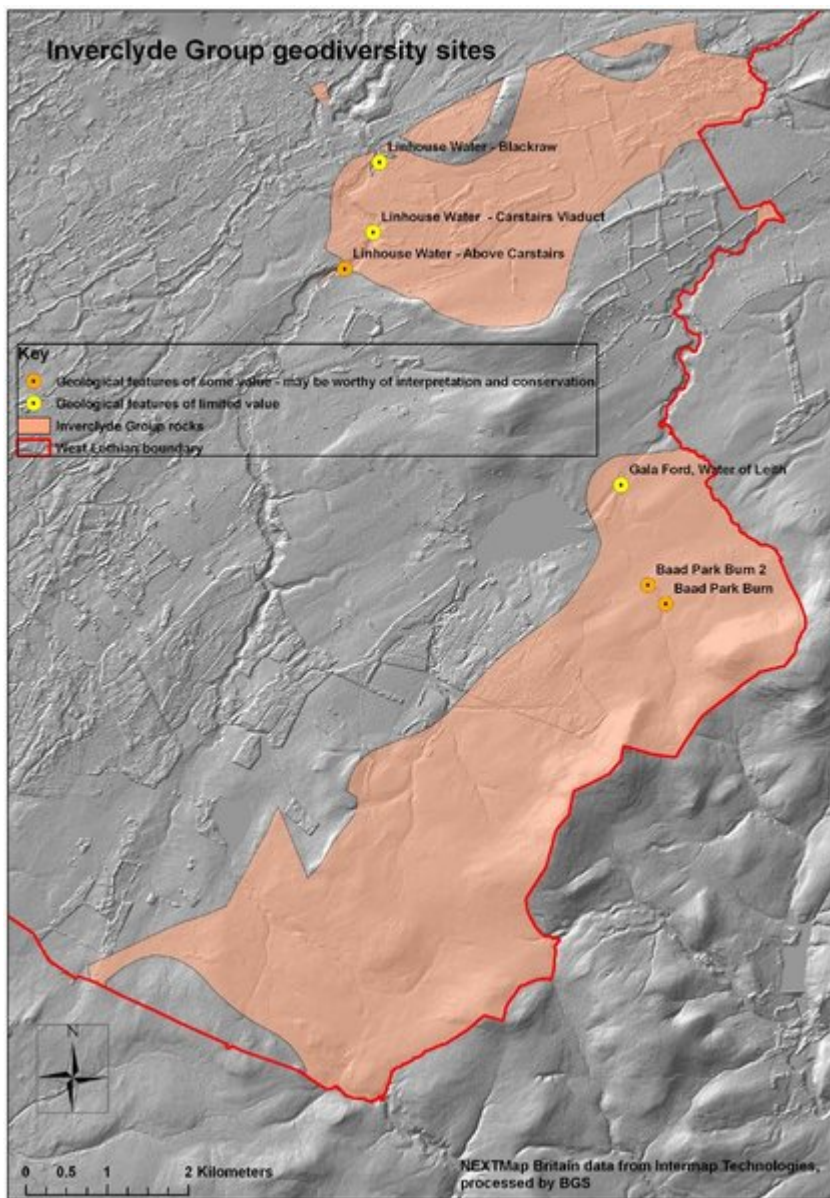 Inverclyde Group geodiversity sites
Linhouse Water - Blackraw
Linhouse Water - Carstairs Viaduct
Linhouse Water - Above Carstairs
Key
Geological features of some value - may be worthy of interpretation and conservation
Geological features of limited value
Inverclyde Group rocks
West Lothian boundary
Gala Ford, Water of Leith
Baad Park Burn 2
Baad Park Burn
N
0 0.5 1 2 Kilometers
NEXTMap Britain data from Intermap Technologies,
processed by BGS